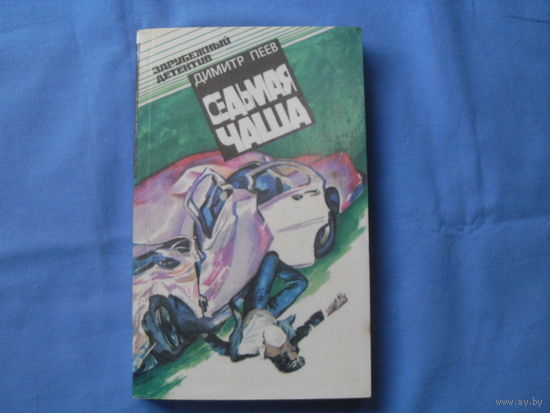 ЗАРУБЕЖНЫЙ
ДЕТЕКТИВ
ДИМИТР ПЕЕВ
СЕДЬМАЯ
ЧАША
www.ay.by